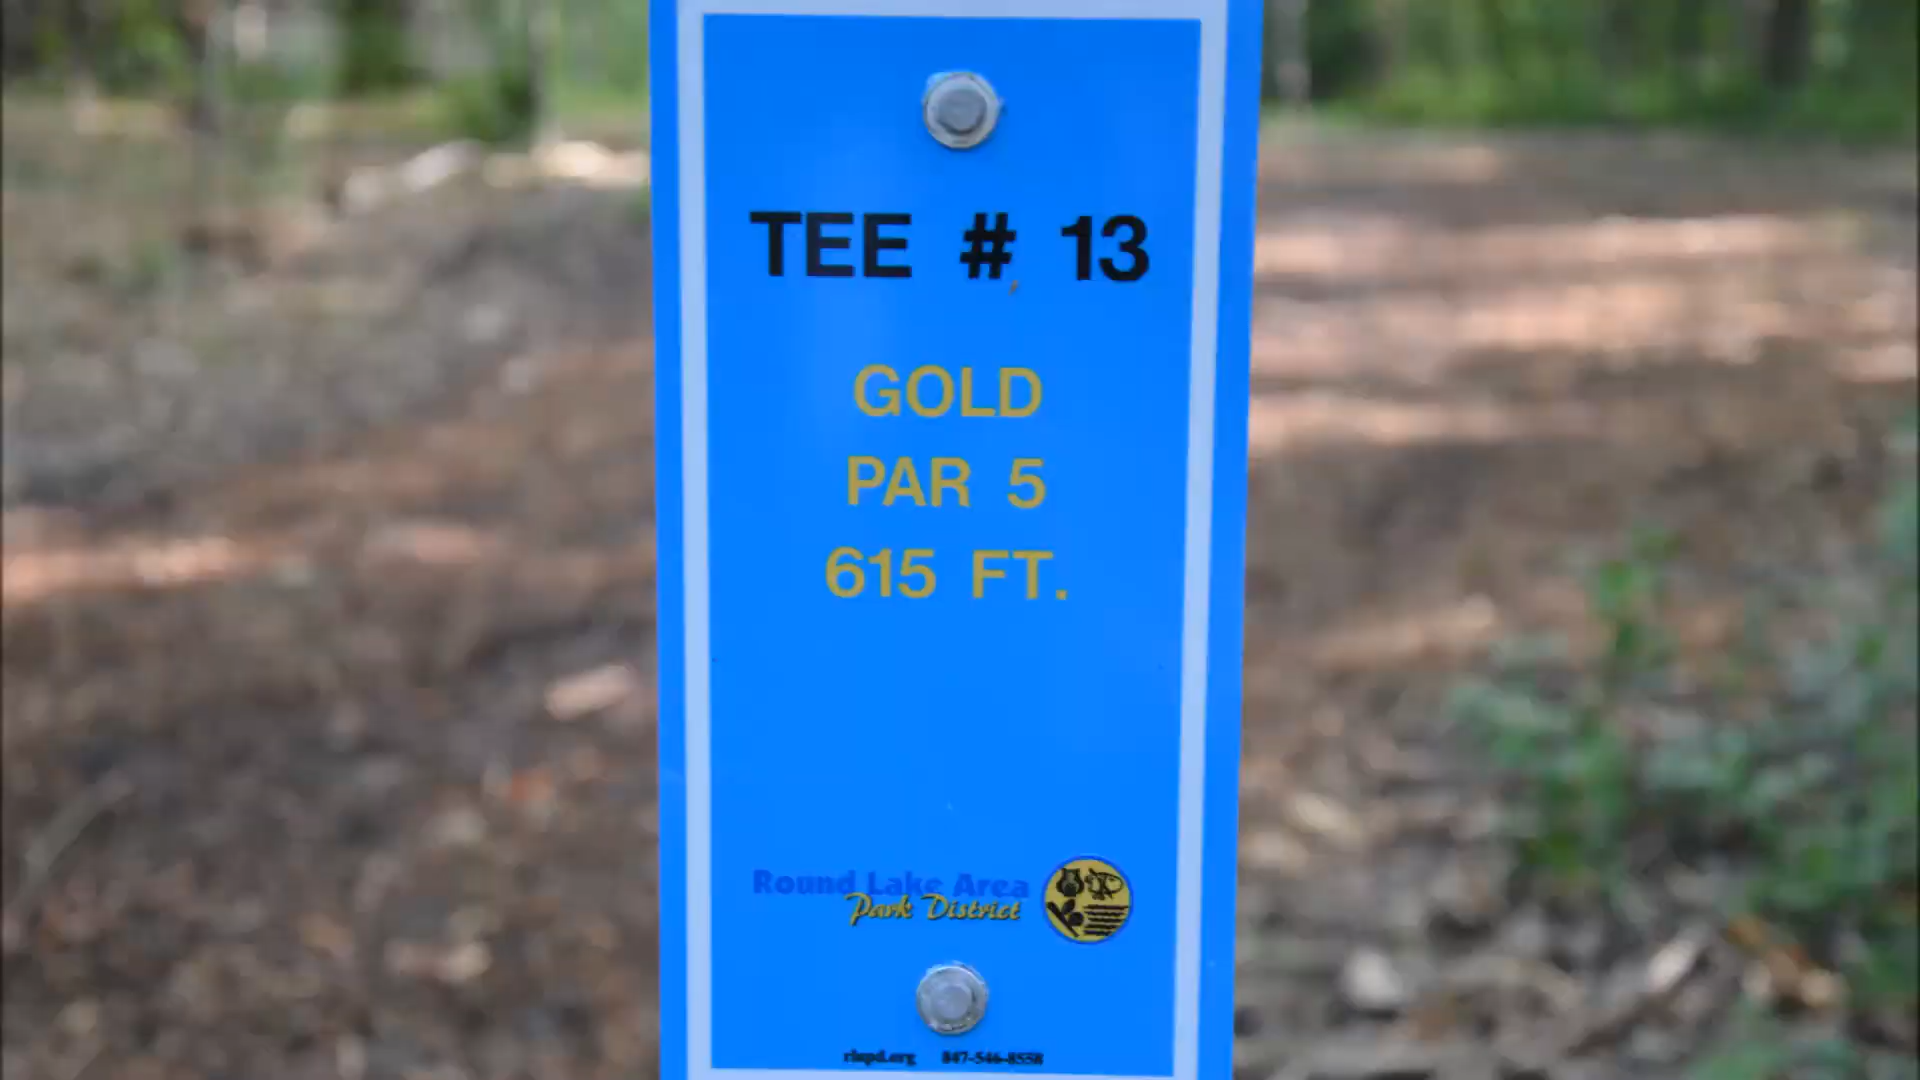 TEE # 13
GOLD
PAR 5
615 FT.
Round Lake Area
Park District
rlapd.org 847-546-8558